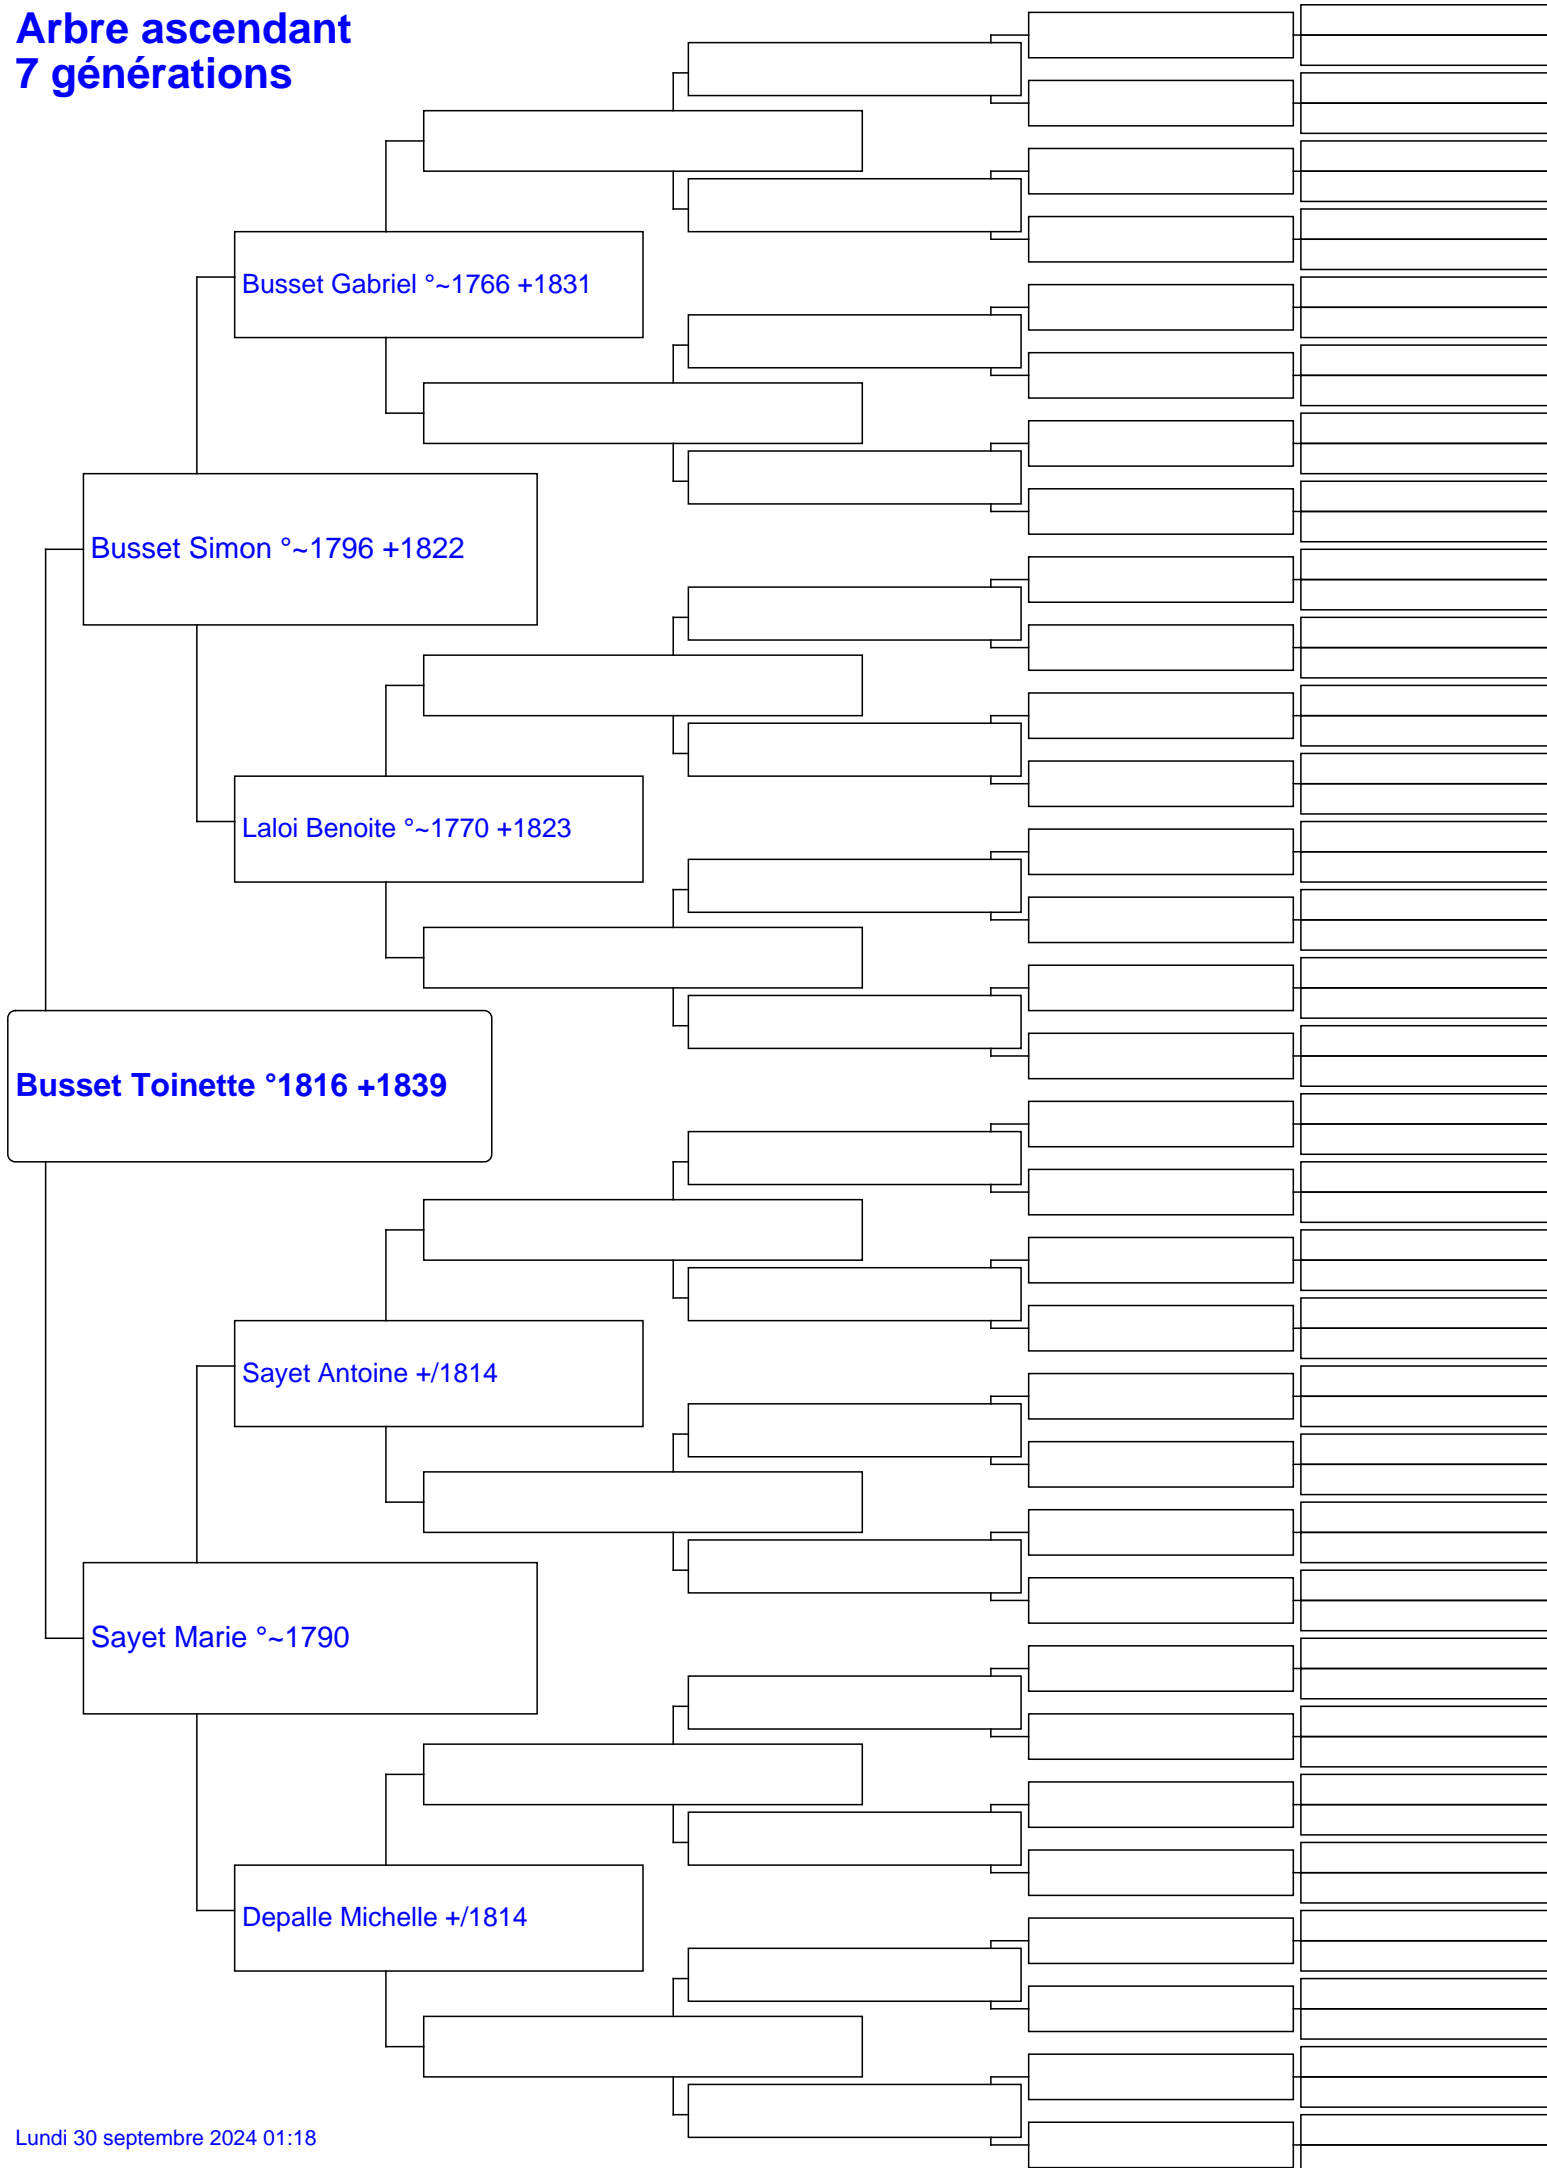 Arbre ascendant
7 générations
Busset Gabriel °~1766 +1831
Busset Simon °~1796 +1822
Laloi Benoite °~1770 +1823
Busset Toinette °1816 +1839
Sayet Antoine +/1814
Sayet Marie °~1790
Depalle Michelle +/1814
Lundi 30 septembre 2024 01:18